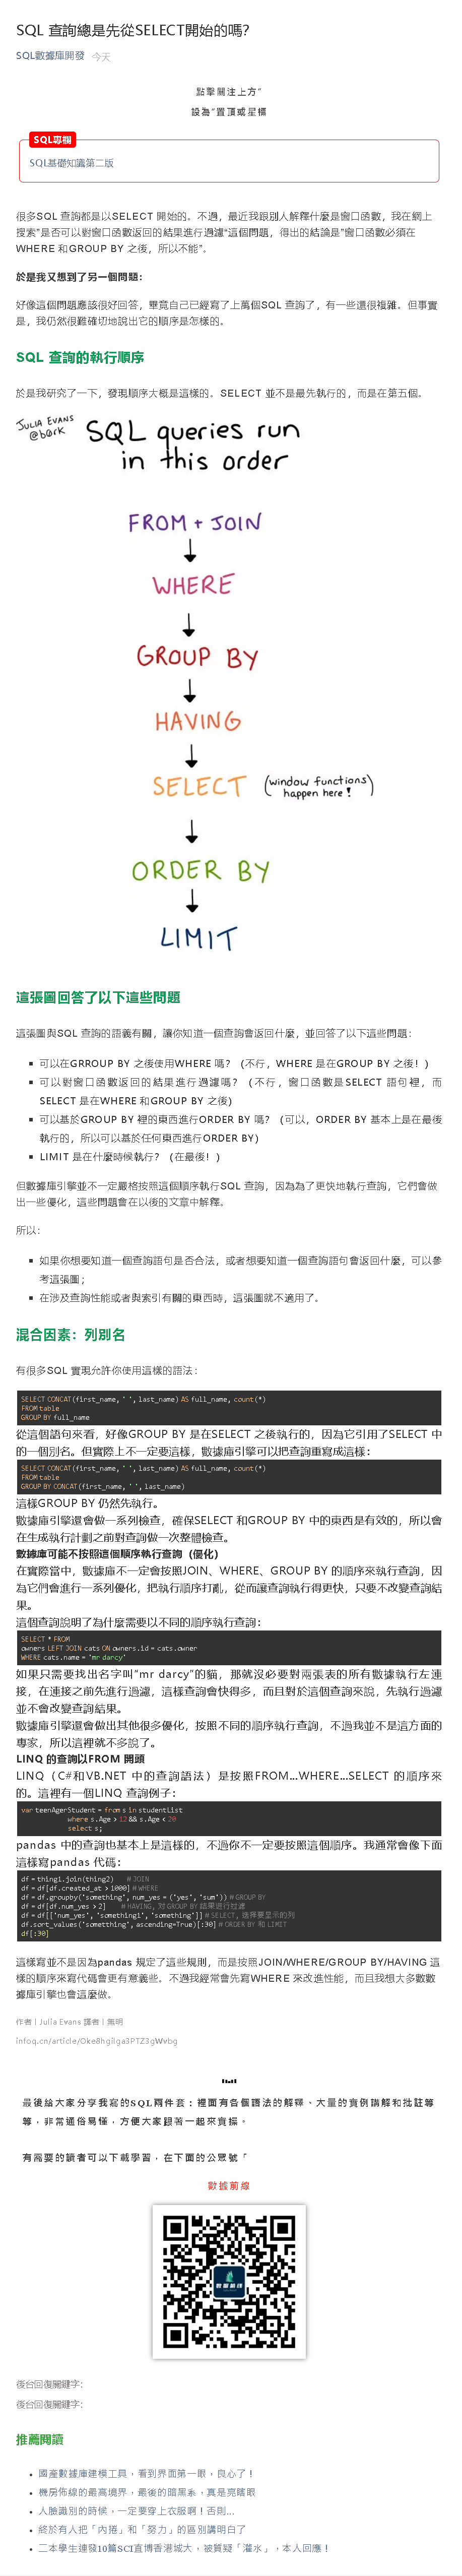 SQL 查詢總是先從SELECT開始的嗎?
SQL數據庫開發 今天
點擊關注上方“
設為“置頂或星標
SQL專欄
SQL基礎知識第二版
很多SQL 查詢都是以SELECT 開始的。不過，最近我跟別人解釋什麼是窗口函數，我在網上
搜索”是否可以對窗口函數返回的結果進行過濾“這個問題，得出的結論是”窗口函數必須在
WHERE 和GROUP BY 之後，所以不能”。
於是我又想到了另一個問題：
好像這個問題應該很好回答，畢竟自己已經寫了上萬個SQL 查詢了，有一些還很複雜。但事實
是，我仍然很難確切地說出它的順序是怎樣的。
SQL 查詢的執行順序
於是我研究了一下，發現順序大概是這樣的。SELECT 並不是最先執行的，而是在第五個。
JULIA EVANS
@b0rk
SQL queries run
in this order
FROM + JOIN
WHERE
GROUP BY
HAVING
SELECT
(window functions
happen here!)
ORDER BY
LIMIT
這張圖回答了以下這些問題
這張圖與SQL 查詢的語義有關，讓你知道一個查詢會返回什麼，並回答了以下這些問題：
▪ 可以在GRROUP BY 之後使用WHERE 嗎？（不行，WHERE 是在GROUP BY 之後！）
▪ 可以對窗口函數返回的結果進行過濾嗎？（不行，窗口函數是SELECT 語句裡，而
SELECT 是在WHERE 和GROUP BY 之後）
▪ 可以基於GROUP BY 裡的東西進行ORDER BY 嗎？（可以，ORDER BY 基本上是在最後
執行的，所以可以基於任何東西進行ORDER BY）
▪ LIMIT 是在什麼時候執行？（在最後！）
但數據庫引擎並不一定嚴格按照這個順序執行SQL 查詢，因為為了更快地執行查詢，它們會做
出一些優化，這些問題會在以後的文章中解釋。
所以：
▪ 如果你想要知道一個查詢語句是否合法，或者想要知道一個查詢語句會返回什麼，可以參
考這張圖；
▪ 在涉及查詢性能或者與索引有關的東西時，這張圖就不適用了。
混合因素：列別名
有很多SQL 實現允許你使用這樣的語法：
SELECT CONCAT(first_name, ' ', last_name) AS full_name, count(*)
FROM table
GROUP BY full_name
從這個語句來看，好像GROUP BY 是在SELECT 之後執行的，因為它引用了SELECT 中
的一個別名。但實際上不一定要這樣，數據庫引擎可以把查詢重寫成這樣：
SELECT CONCAT(first_name, ' ', last_name) AS full_name, count(*)
FROM table
GROUP BY CONCAT(first_name, ' ', last_name)
這樣GROUP BY 仍然先執行。
數據庫引擎還會做一系列檢查，確保SELECT 和GROUP BY 中的東西是有效的，所以會
在生成執行計劃之前對查詢做一次整體檢查。
數據庫可能不按照這個順序執行查詢（優化）
在實際當中，數據庫不一定會按照JOIN、WHERE、GROUP BY 的順序來執行查詢，因
為它們會進行一系列優化，把執行順序打亂，從而讓查詢執行得更快，只要不改變查詢結
果。
這個查詢說明了為什麼需要以不同的順序執行查詢：
SELECT * FROM
owners LEFT JOIN cats ON owners.id = cats.owner
WHERE cats.name = 'mr darcy'
如果只需要找出名字叫“mr darcy”的貓，那就沒必要對兩張表的所有數據執行左連
接，在連接之前先進行過濾，這樣查詢會快得多，而且對於這個查詢來說，先執行過濾
並不會改變查詢結果。
數據庫引擎還會做出其他很多優化，按照不同的順序執行查詢，不過我並不是這方面的
專家，所以這裡就不多說了。
LINQ 的查詢以FROM 開頭
LINQ（C#和VB.NET 中的查詢語法）是按照FROM…WHERE…SELECT 的順序來
的。這裡有一個LINQ 查詢例子：
var teenAgerStudent = from s in studentList
where s.Age > 12 && s.Age < 20
select s;
pandas 中的查詢也基本上是這樣的，不過你不一定要按照這個順序。我通常會像下面
這樣寫pandas 代碼：
df = thing1.join(thing2) # JOIN
df = df[df.created_at > 1000] # WHERE
df = df.groupby('something', num_yes = ('yes', 'sum')) # GROUP BY
df = df[df.num_yes > 2] # HAVING, 对 GROUP BY 结果进行过滤
df = df[['num_yes', 'something1', 'something']] # SELECT, 选择要显示的列
df.sort_values('sometthing', ascending=True)[:30] # ORDER BY 和 LIMIT
df[:30]
這樣寫並不是因為pandas 規定了這些規則，而是按照JOIN/WHERE/GROUP BY/HAVING 這
樣的順序來寫代碼會更有意義些。不過我經常會先寫WHERE 來改進性能，而且我想大多數數
據庫引擎也會這麼做。
作者丨Julia Evans 譯者丨無明
infoq.cn/article/Oke8hgilga3PTZ3gWvbg
最後給大家分享我寫的SQL兩件套：裡面有各個語法的解釋、大量的實例講解和批註等
等，非常通俗易懂，方便大家跟著一起來實操。
有需要的讀者可以下載學習，在下面的公眾號「
數據前線
後台回復關鍵字：
後台回復關鍵字：
推薦閱讀
• 國產數據庫建模工具，看到界面第一眼，良心了！
• 機房佈線的最高境界，最後的暗黑系，真是亮瞎眼
• 人臉識別的時候，一定要穿上衣服啊！否則…
• 終於有人把「內捲」和「努力」的區別講明白了
• 二本學生連發10篇SCI直博香港城大，被質疑「灌水」，本人回應！